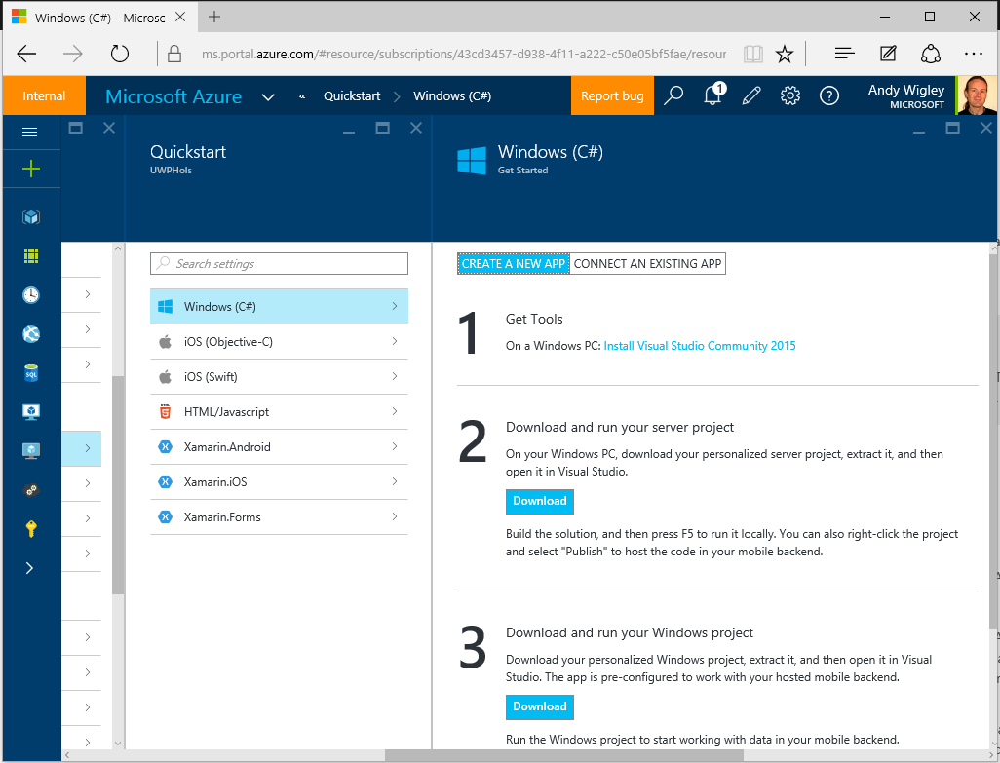 Windows (C#) - Microsc
ms.portal.azure.com/#resource/subscriptions/43cd3457-d938-4f11-a222-c50e05bf5fae/resour
Internal
Microsoft Azure
« Quickstart > Windows (C#)
Report bug
1
Andy Wigley
MICROSOFT
Quickstart
UWPHols
Windows (C#)
Get Started
Search settings
Windows (C#)
iOS (Objective-C)
iOS (Swift)
HTML/Javascript
Xamarin.Android
Xamarin.iOS
Xamarin.Forms
SQL
CREATE A NEW APP
CONNECT AN EXISTING APP
1
Get Tools
On a Windows PC: Install Visual Studio Community 2015
2
Download and run your server project
On your Windows PC, download your personalized server project, extract it, and then
open it in Visual Studio.
Download
Build the solution, and then press F5 to run it locally. You can also right-click the project
and select "Publish" to host the code in your mobile backend.
3
Download and run your Windows project
Download your personalized Windows project, extract it, and then open it in Visual
Studio. The app is pre-configured to work with your hosted mobile backend.
Download
Run the Windows project to start working with data in your mobile backend.